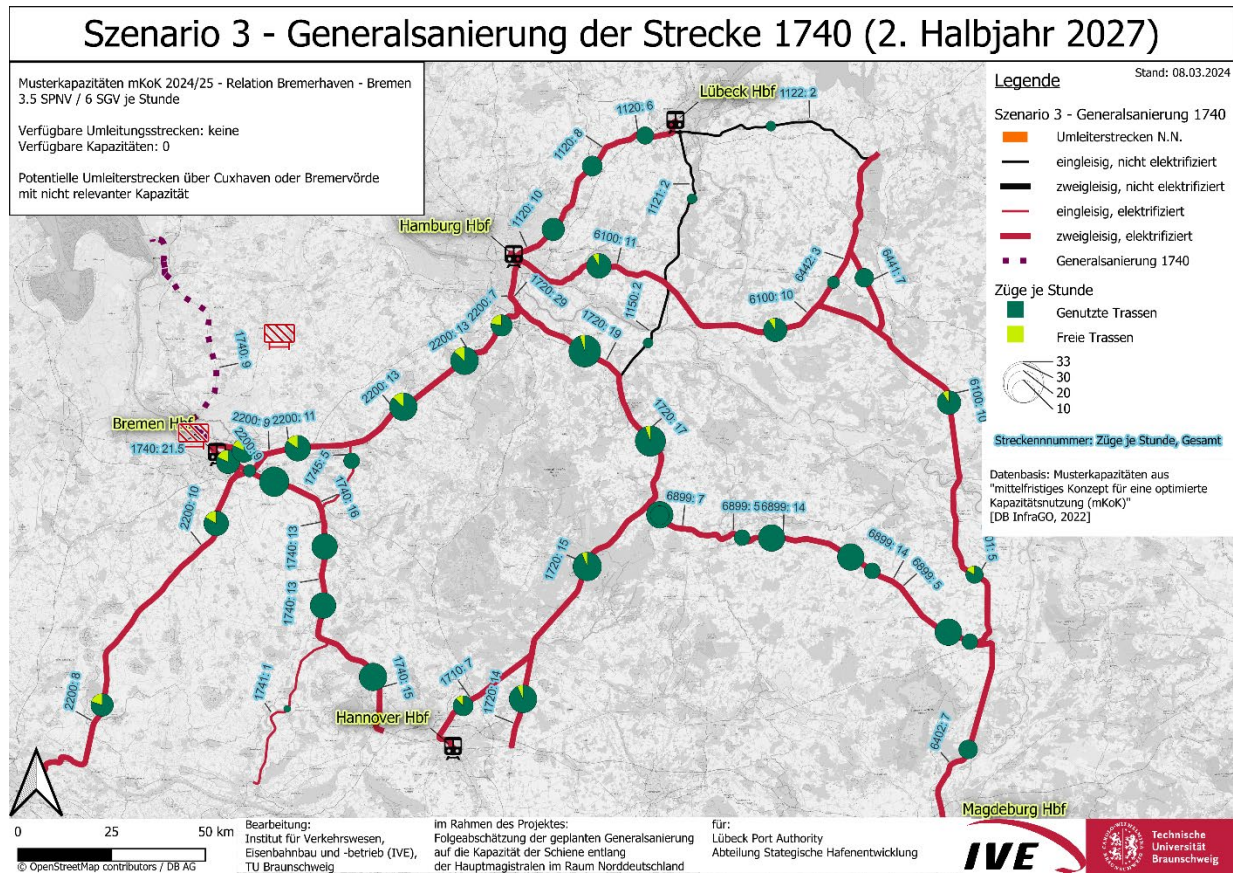 Szenario 3 - Generalsanierung der Strecke 1740 (2. Halbjahr 2027)
Musterkapazitäten mKoK 2024/25 - Relation Bremerhaven - Bremen
3.5 SPNV / 6 SGV je Stunde
Verfügbare Umleitungsstrecken: keine
Verfügbare Kapazitäten: 0
Potentielle Umleiterstrecken über Cuxhaven oder Bremervörde
mit nicht relevanter Kapazität
Stand: 08.03.2024
Legende
Szenario 3 - Generalsanierung 1740
Umleiterstrecken N.N.
eingleisig, nicht elektrifiziert
zweigleisig, nicht elektrifiziert
eingleisig, elektrifiziert
zweigleisig, elektrifiziert
Generalsanierung 1740
Züge je Stunde
Genutzte Trassen
Freie Trassen
33
30
20
10
Streckennnummer: Züge je Stunde, Gesamt
Datenbasis: Musterkapazitäten aus
"mittelfristiges Konzept für eine optimierte
Kapazitätsnutzung (mKoK)"
[DB InfraGO, 2022]
Lübeck Hbf
1122: 2
1120: 6
1120: 8
1120: 10
1121: 2
Hamburg Hbf
6100: 11
6442: 3
6441: 7
6100: 10
1150: 2
1720: 29
2200: 7
1720: 19
2200: 13
2200: 13
1740: 9
Bremen Hbf
2200: 9
2200: 11
2200: 9
1740: 21.5
1745: 5
1740: 16
1720: 17
6100: 10
2200: 10
1740: 13
1740: 13
6899: 7
6899: 5
6899: 14
6899: 14
6899: 5
01: 5
1720: 15
1741: 1
1740: 15
1710: 7
1720: 14
2200: 8
Hannover Hbf
6402: 7
Magdeburg Hbf
0
25
50 km
© OpenStreetMap contributors / DB AG
Bearbeitung:
Institut für Verkehrswesen,
Eisenbahnbau und -betrieb (IVE),
TU Braunschweig
im Rahmen des Projektes:
Folgeabschätzung der geplanten Generalsanierung
auf die Kapazität der Schiene entlang
der Hauptmagistralen im Raum Norddeutschland
für:
Lübeck Port Authority
Abteilung Stategische Hafenentwicklung
IVE
Technische
Universität
Braunschweig